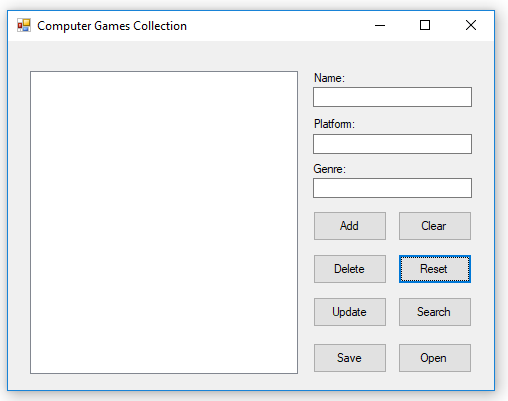 Computer Games Collection
Name:
Platform:
Genre:
Add Clear
Delete Reset
Update Search
Save Open